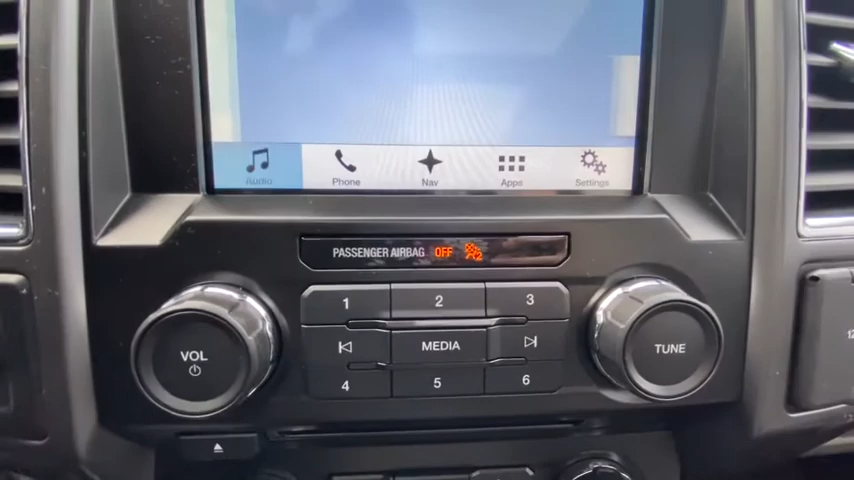 Audio Phone Nav Apps Settings
PASSENGER AIRBAG OFF
1 2 3
VOL MEDIA TUNE
4 5 6